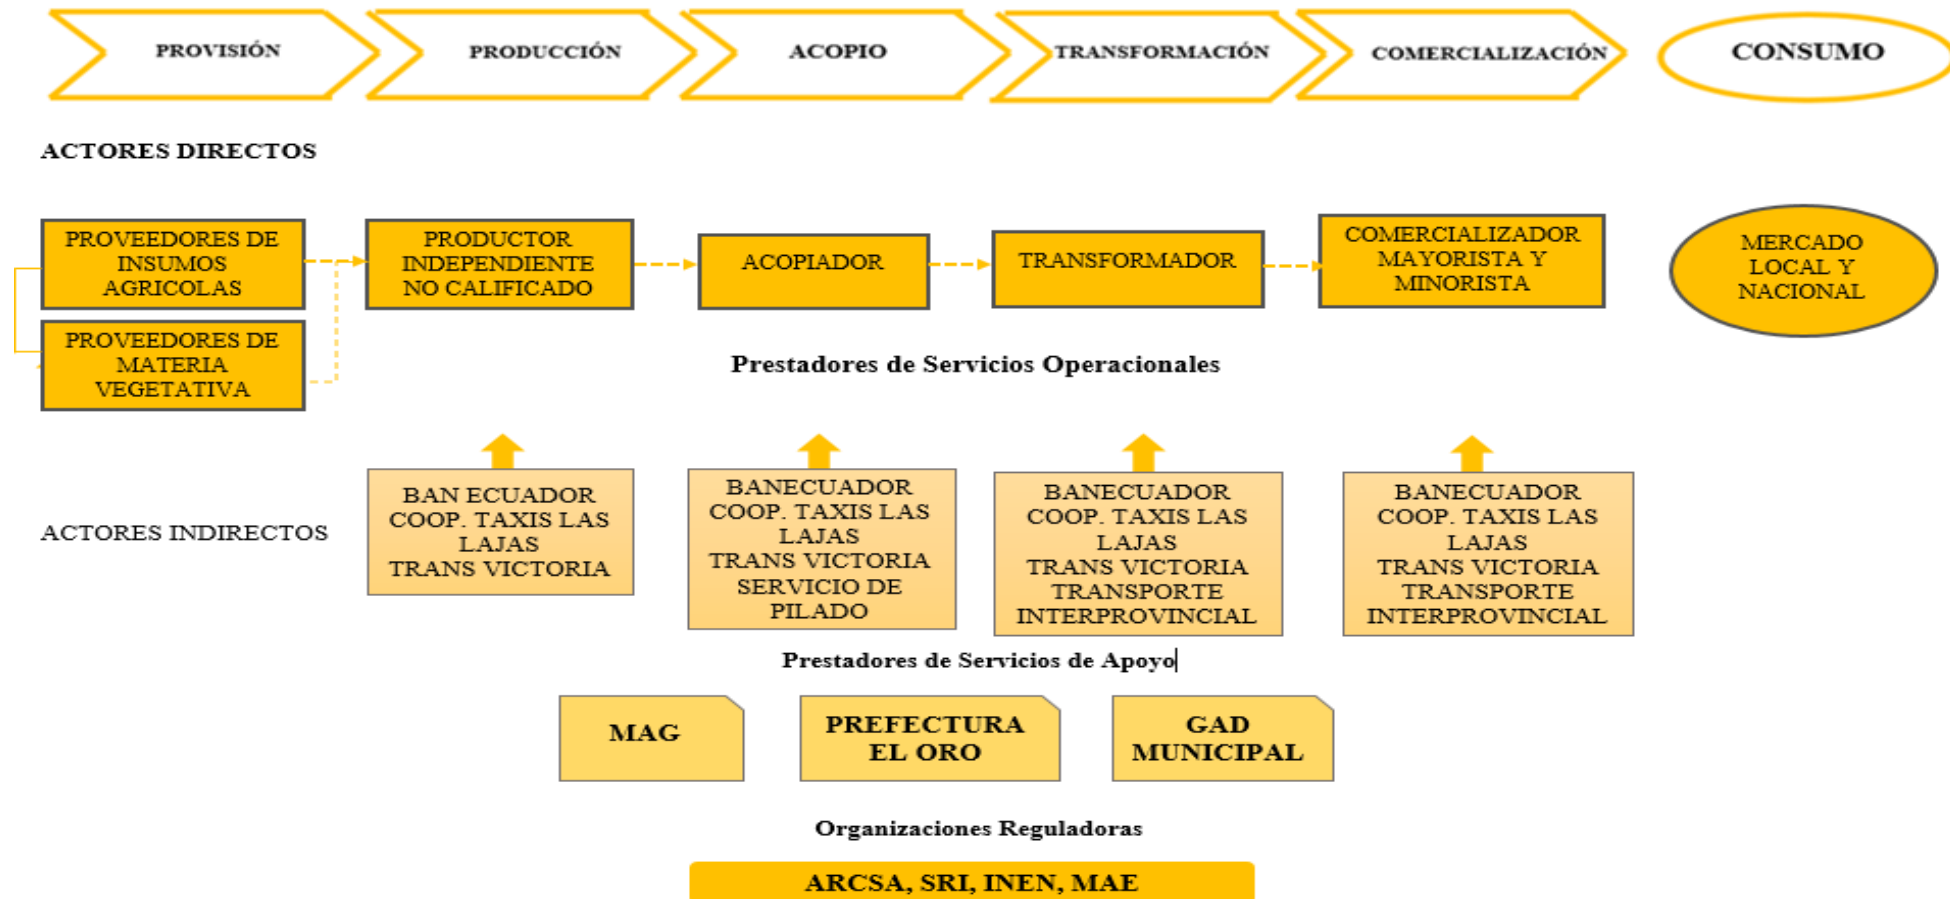 PROVISIÓN
PRODUCCIÓN
ACOPIO
TRANSFORMACIÓN
COMERCIALIZACIÓN
CONSUMO
ACTORES DIRECTOS
PROVEEDORES DE
INSUMOS
AGRICOLAS
PROVEEDORES DE
MATERIA
VEGETATIVA
PRODUCTOR
INDEPENDIENTE
NO CALIFICADO
ACOPIADOR
TRANSFORMADOR
COMERCIALIZADOR
MAYORISTA Y
MINORISTA
MERCADO
LOCAL Y
NACIONAL
Prestadores de Servicios Operacionales
ACTORES INDIRECTOS
BAN ECUADOR
COOP. TAXIS LAS
LAJAS
TRANS VICTORIA
BANECUADOR
COOP. TAXIS LAS
LAJAS
TRANS VICTORIA
SERVICIO DE
PILADO
BANECUADOR
COOP. TAXIS LAS
LAJAS
TRANS VICTORIA
TRANSPORTE
INTERPROVINCIAL
BANECUADOR
COOP. TAXIS LAS
LAJAS
TRANS VICTORIA
TRANSPORTE
INTERPROVINCIAL
Prestadores de Servicios de Apoyo
MAG
PREFECTURA
EL ORO
GAD
MUNICIPAL
Organizaciones Reguladoras
ARCSA, SRI, INEN, MAE